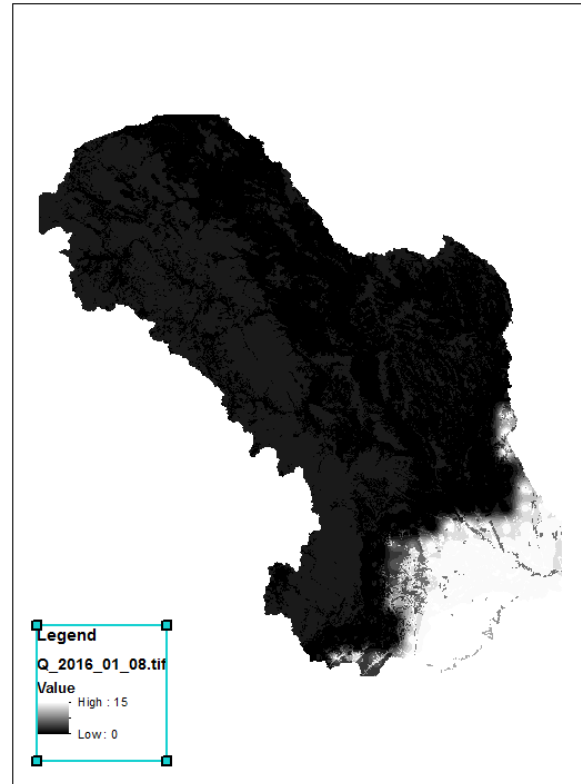 Legend
Q_2016_01_08.tif
Value
High : 15
Low : 0